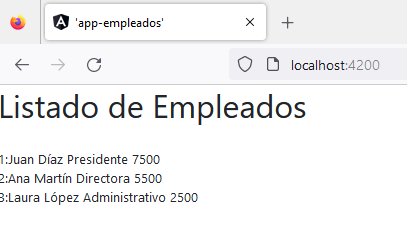 'app-empleados'
localhost:4200
Listado de Empleados
1:Juan Díaz Presidente 7500
2:Ana Martín Directora 5500
3:Laura López Administrativo 2500